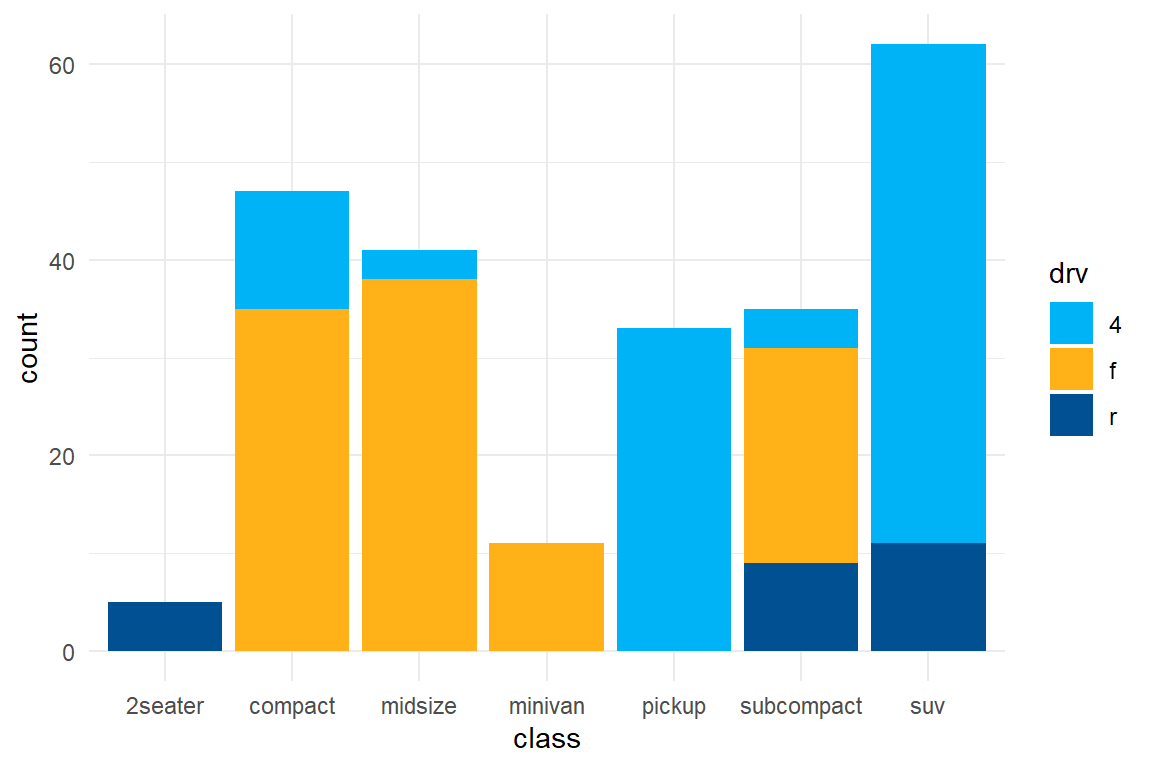 60
40
20
0
count
2seater compact midsize minivan pickup subcompact suv
class
drv
4
f
r